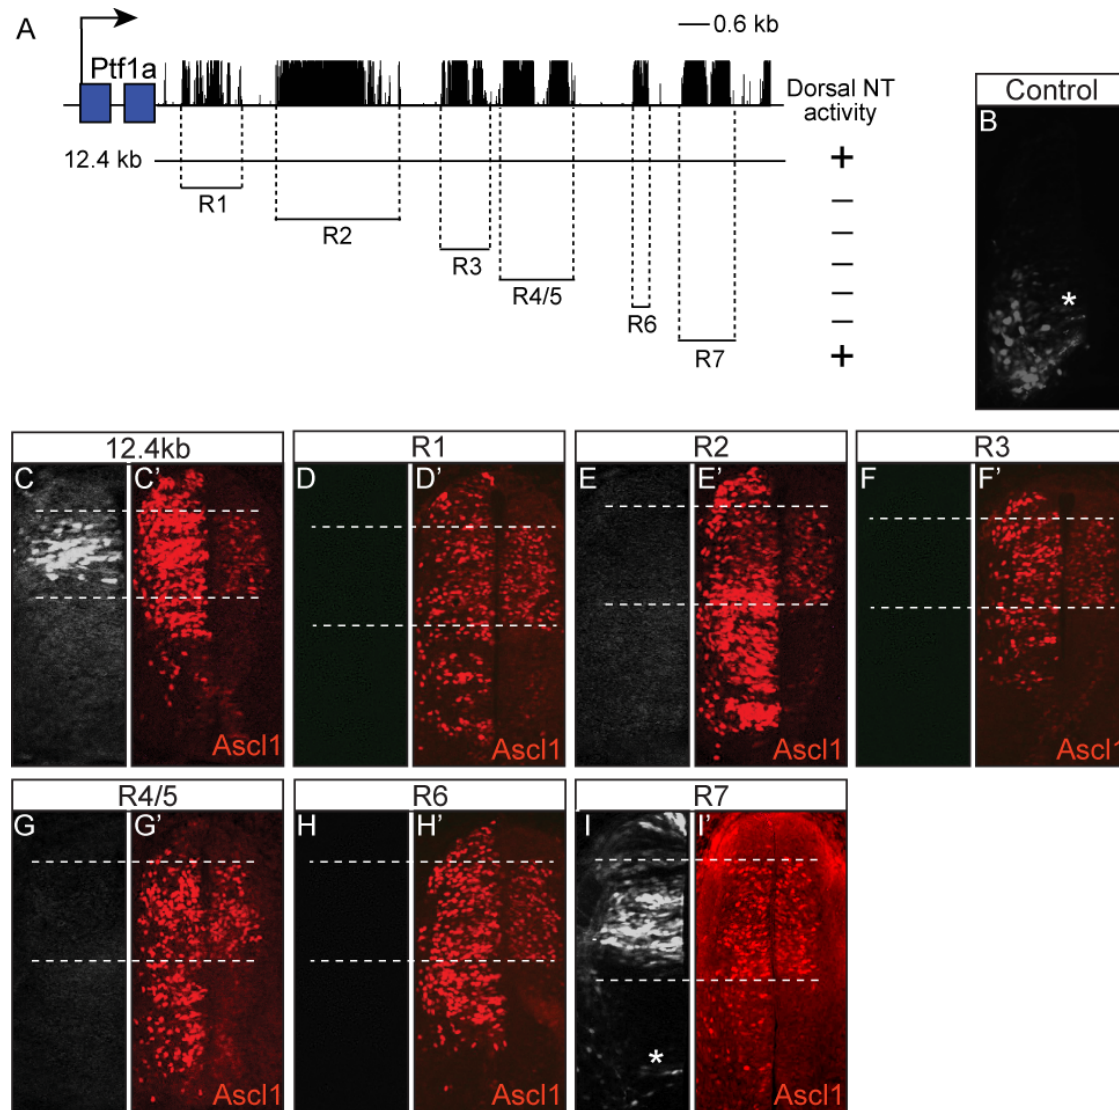 A
0.6 kb
Ptf1a
Dorsal NT
activity
12.4 kb
+
R1
–
R2
–
R3
–
R4/5
–
R6
–
R7
+
Control
B
*
12.4kb
R1
R2
R3
C
C'
D
D'
E
E'
F
F'
Ascl1
Ascl1
Ascl1
Ascl1
R4/5
R6
R7
G
G'
H
H'
I
I'
*
Ascl1
Ascl1
Ascl1